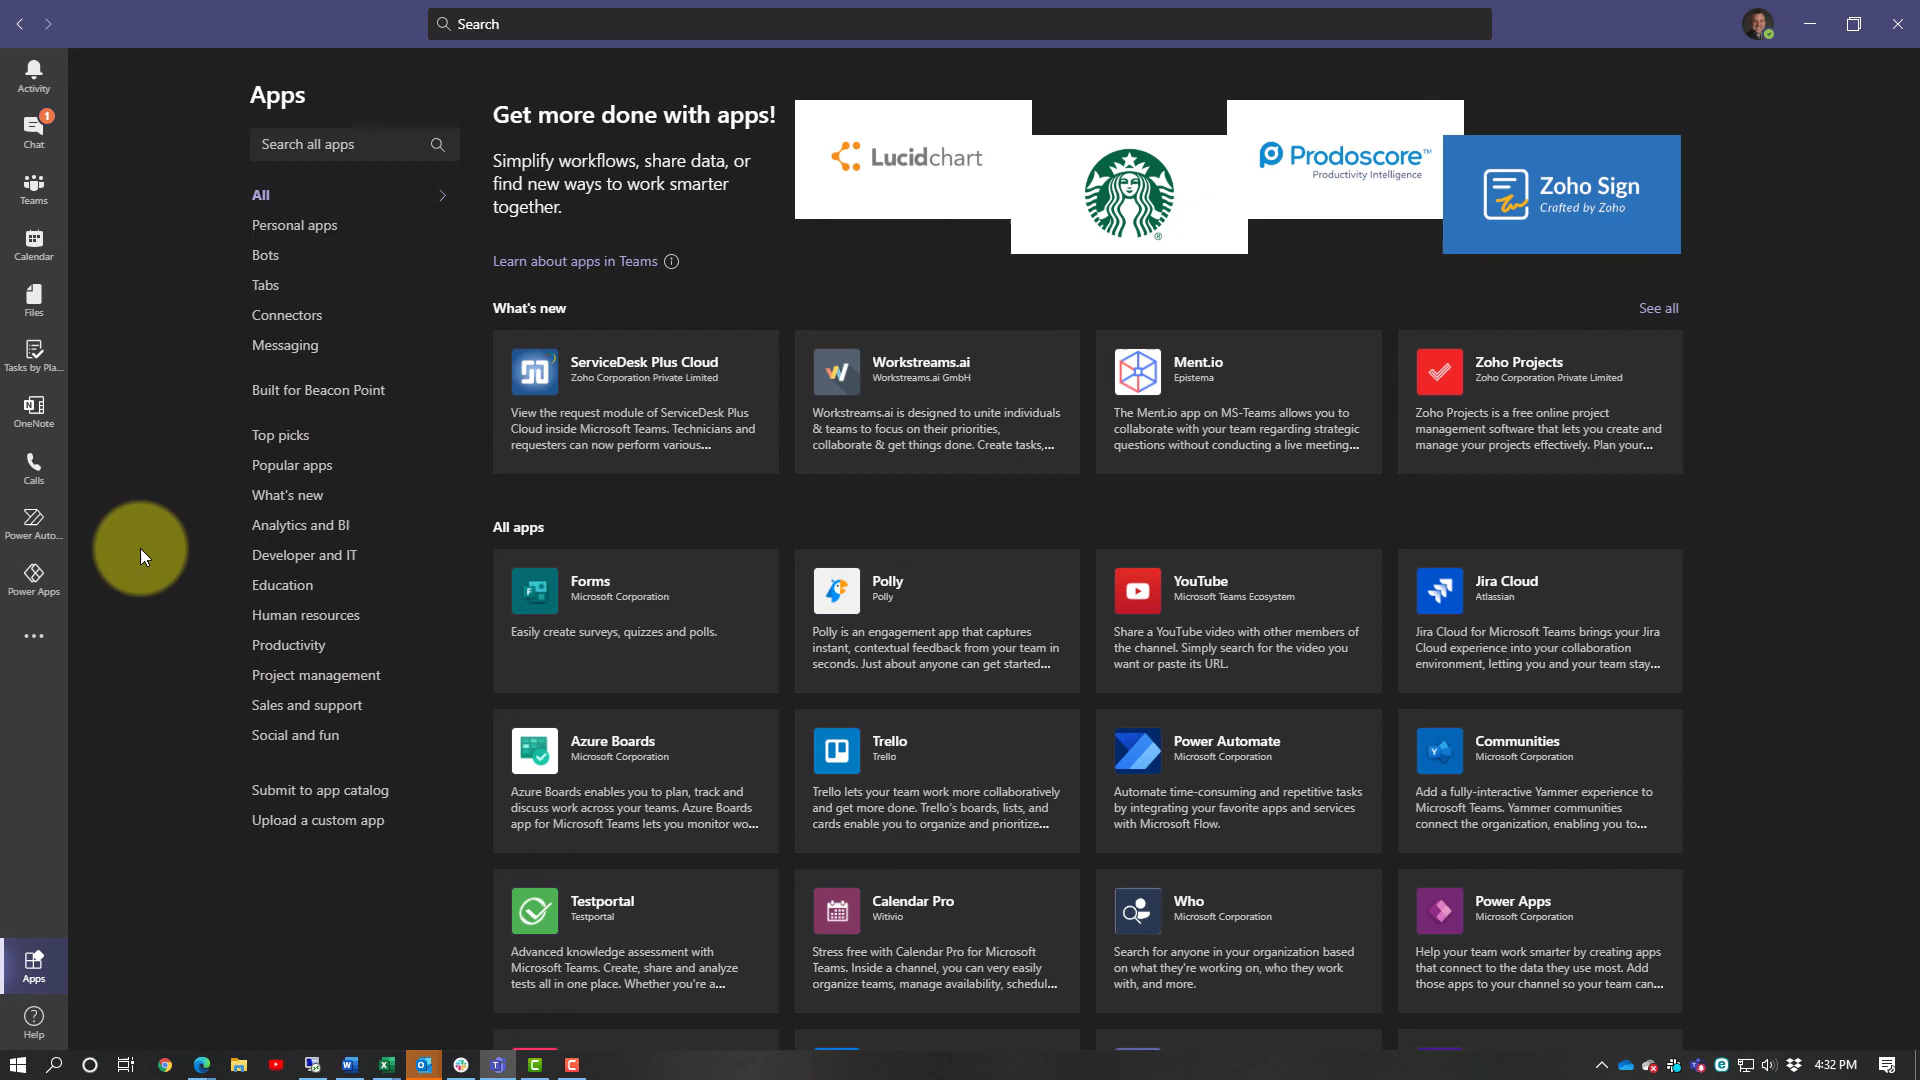 Search
Activity
1
Chat
Teams
Calendar
Files
Tasks by Pla...
OneNote
Calls
Power Auto...
Power Apps
Apps
Help
Apps
Search all apps
All
Personal apps
Bots
Tabs
Connectors
Messaging
Built for Beacon Point
Top picks
Popular apps
What's new
Analytics and BI
Developer and IT
Education
Human resources
Productivity
Project management
Sales and support
Social and fun
Submit to app catalog
Upload a custom app
Get more done with apps!
Simplify workflows, share data, or
find new ways to work smarter
together.
Learn about apps in Teams
Lucidchart
Prodoscore™
Productivity Intelligence
Zoho Sign
Crafted by Zoho
What's new
See all
ServiceDesk Plus Cloud
Zoho Corporation Private Limited
View the request module of ServiceDesk Plus
Cloud inside Microsoft Teams. Technicians and
requesters can now perform various...
Workstreams.ai
Workstreams.ai GmbH
Workstreams.ai is designed to unite individuals
& teams to focus on their priorities,
collaborate & get things done. Create tasks,...
Ment.io
Epistema
The Ment.io app on MS-Teams allows you to
collaborate with your team regarding strategic
questions without conducting a live meeting...
Zoho Projects
Zoho Corporation Private Limited
Zoho Projects is a free online project
management software that lets you create and
manage your projects effectively. Plan your...
All apps
Forms
Microsoft Corporation
Easily create surveys, quizzes and polls.
Polly
Polly
Polly is an engagement app that captures
instant, contextual feedback from your team in
seconds. Just about anyone can get started...
YouTube
Microsoft Teams Ecosystem
Share a YouTube video with other members of
the channel. Simply search for the video you
want or paste its URL.
Jira Cloud
Atlassian
Jira Cloud for Microsoft Teams brings your Jira
Cloud experience into your collaboration
environment, letting you and your team stay...
Azure Boards
Microsoft Corporation
Azure Boards enables you to plan, track and
discuss work across your teams. Azure Boards
app for Microsoft Teams lets you monitor wo...
Trello
Trello
Trello lets your team work more collaboratively
and get more done. Trello's boards, lists, and
cards enable you to organize and prioritize...
Power Automate
Microsoft Corporation
Automate time-consuming and repetitive tasks
by integrating your favorite apps and services
with Microsoft Flow.
Communities
Microsoft Corporation
Add a fully-interactive Yammer experience to
Microsoft Teams. Yammer communities
connect the organization, enabling you to...
Testportal
Testportal
Advanced knowledge assessment with
Microsoft Teams. Create, share and analyze
tests all in one place. Whether you're a...
Calendar Pro
Witivio
Stress free with Calendar Pro for Microsoft
Teams. Inside a channel, you can very easily
organize teams, manage availability, schedul...
Who
Microsoft Corporation
Search for anyone in your organization based
on what they're working on, who they work
with, and more.
Power Apps
Microsoft Corporation
Help your team work smarter by creating apps
that connect to the data they use most. Add
those apps to your channel so your team can...
4:32 PM